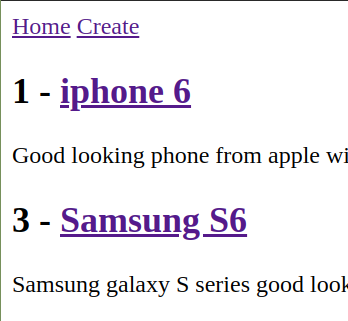 Home Create
1 - iphone 6
Good looking phone from apple wi
3 - Samsung S6
Samsung galaxy S series good look